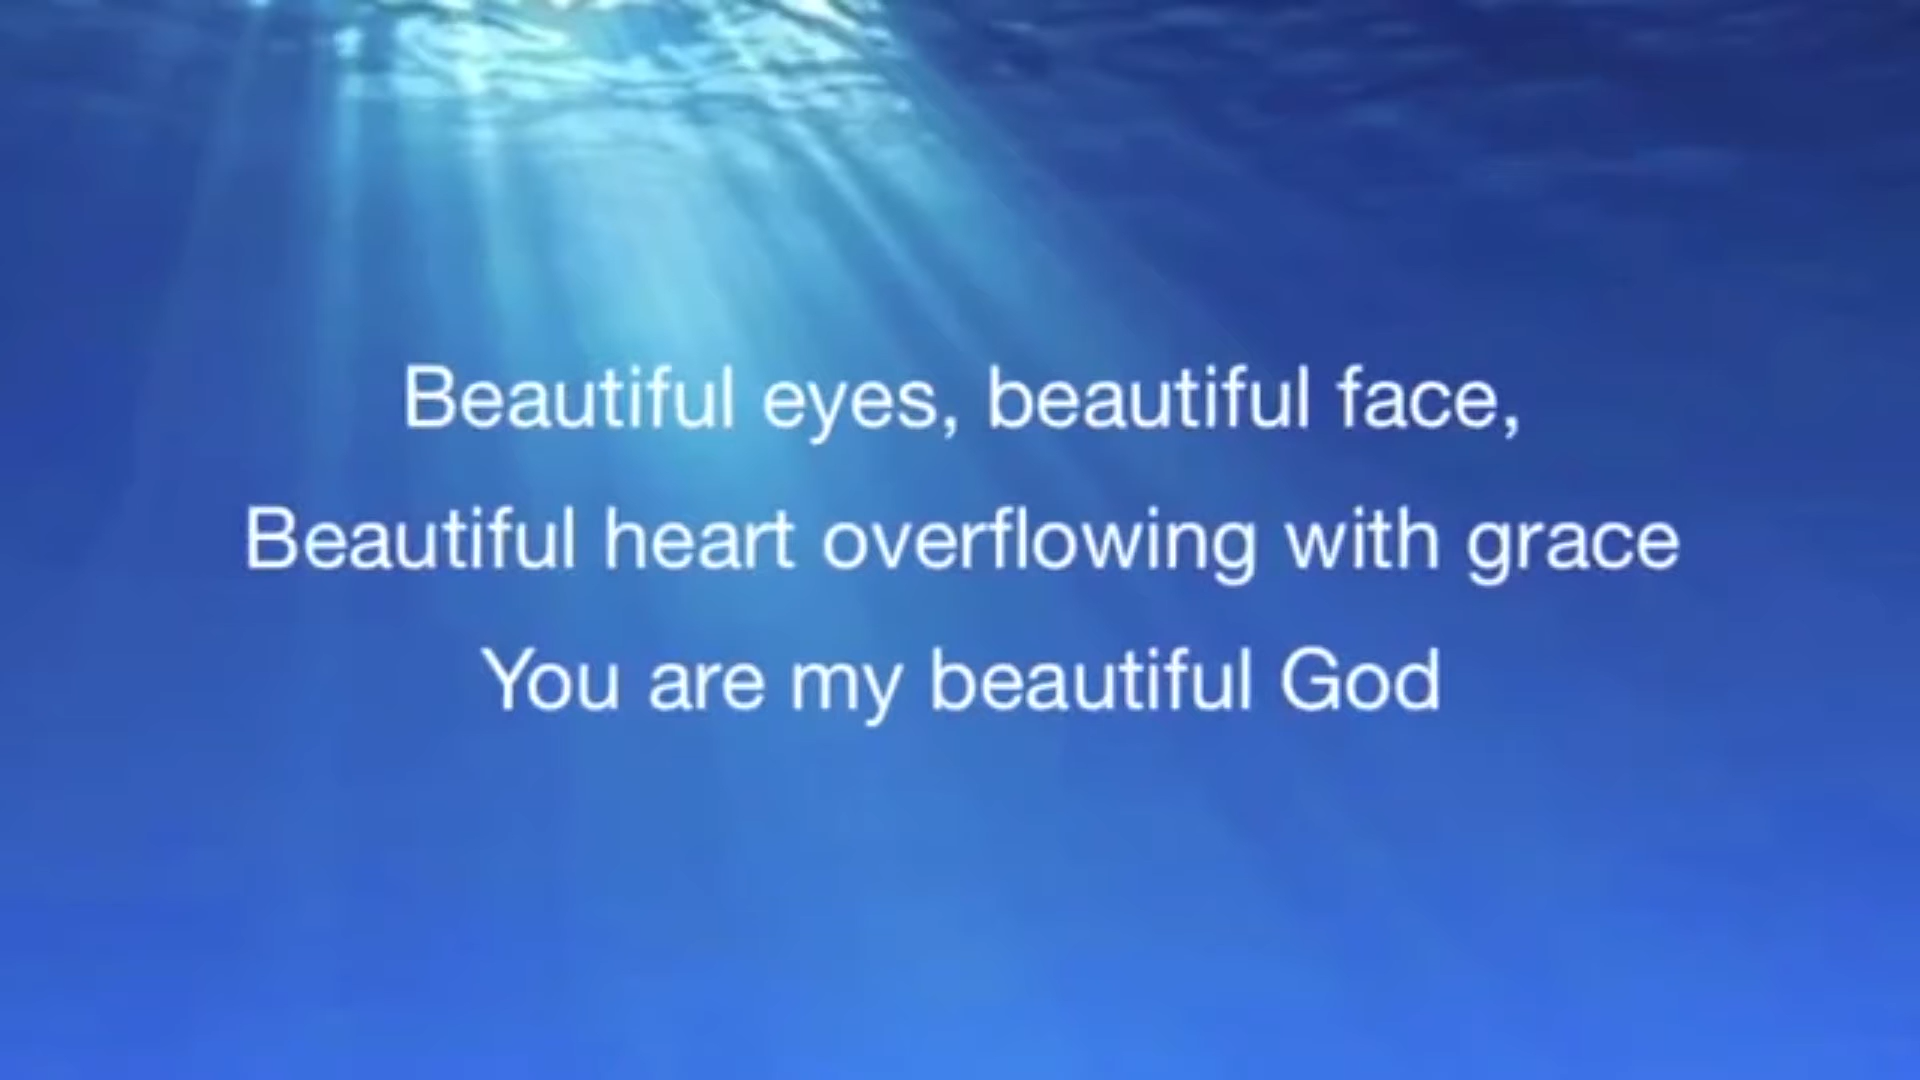 Beautiful eyes, beautiful face,
Beautiful heart overflowing with grace
You are my beautiful God